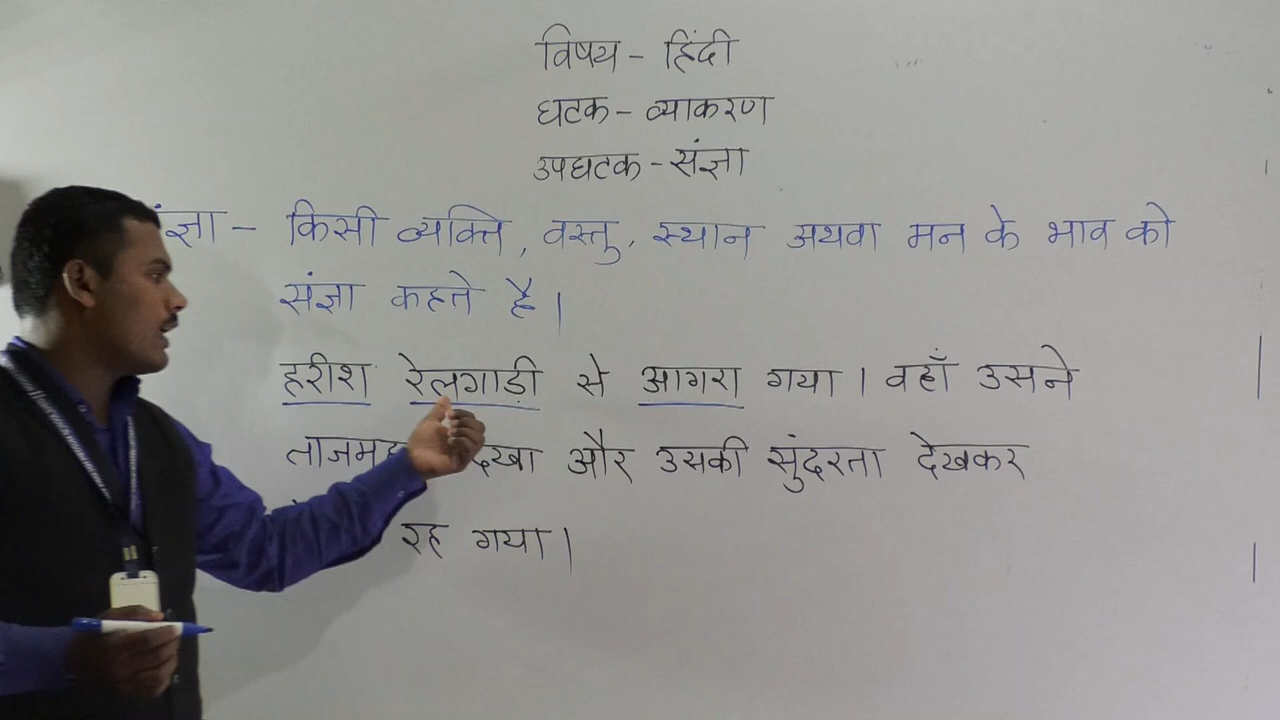 विषय - हिंदी
घटक - व्याकरण
उपघटक - संज्ञा
संज्ञा - किसी व्यक्ति, वस्तु, स्थान अथवा मन के भाव को
संज्ञा कहते है।
हरीश रेलगाड़ी से आगरा गया। वहाँ उसने
देखा और उसकी सुंदरता देखकर
रह गया।